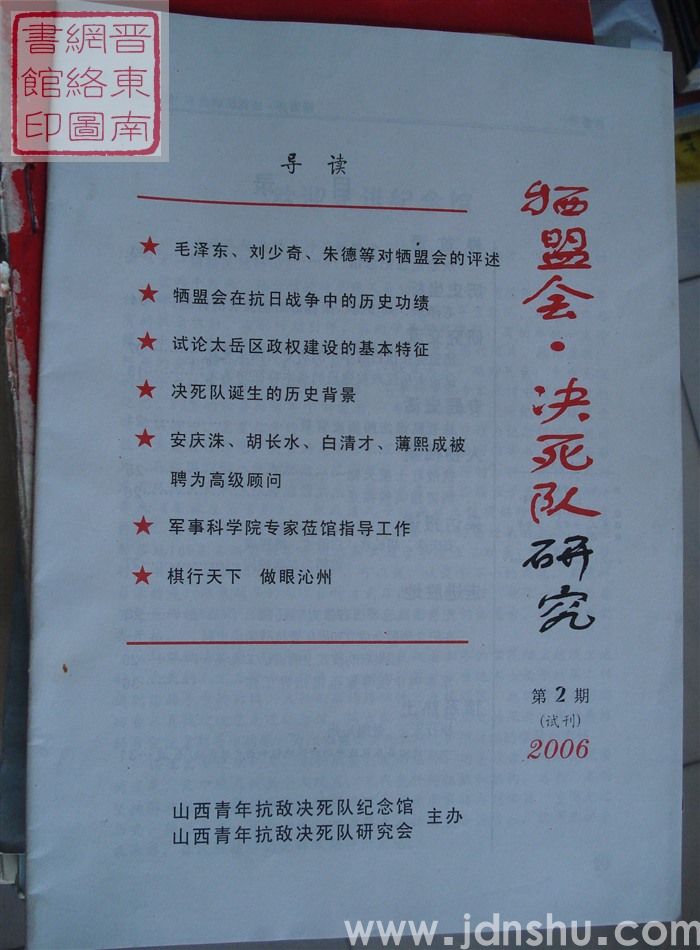 晋东南
網絡圖
書館印
导 读
★ 毛泽东、刘少奇、朱德等对牺盟会的评述
★ 牺盟会在抗日战争中的历史功绩
★ 试论太岳区政权建设的基本特征
★ 决死队诞生的历史背景
★ 安庆洙、胡长水、白清才、薄熙成被
聘为高级顾问
★ 军事科学院专家莅馆指导工作
★ 棋行天下 做眼沁州
牺盟会·决死队研究
第2期
(试刊)
2006
山西青年抗敌决死队纪念馆
山西青年抗敌决死队研究会
主办
www.jdnshu.com